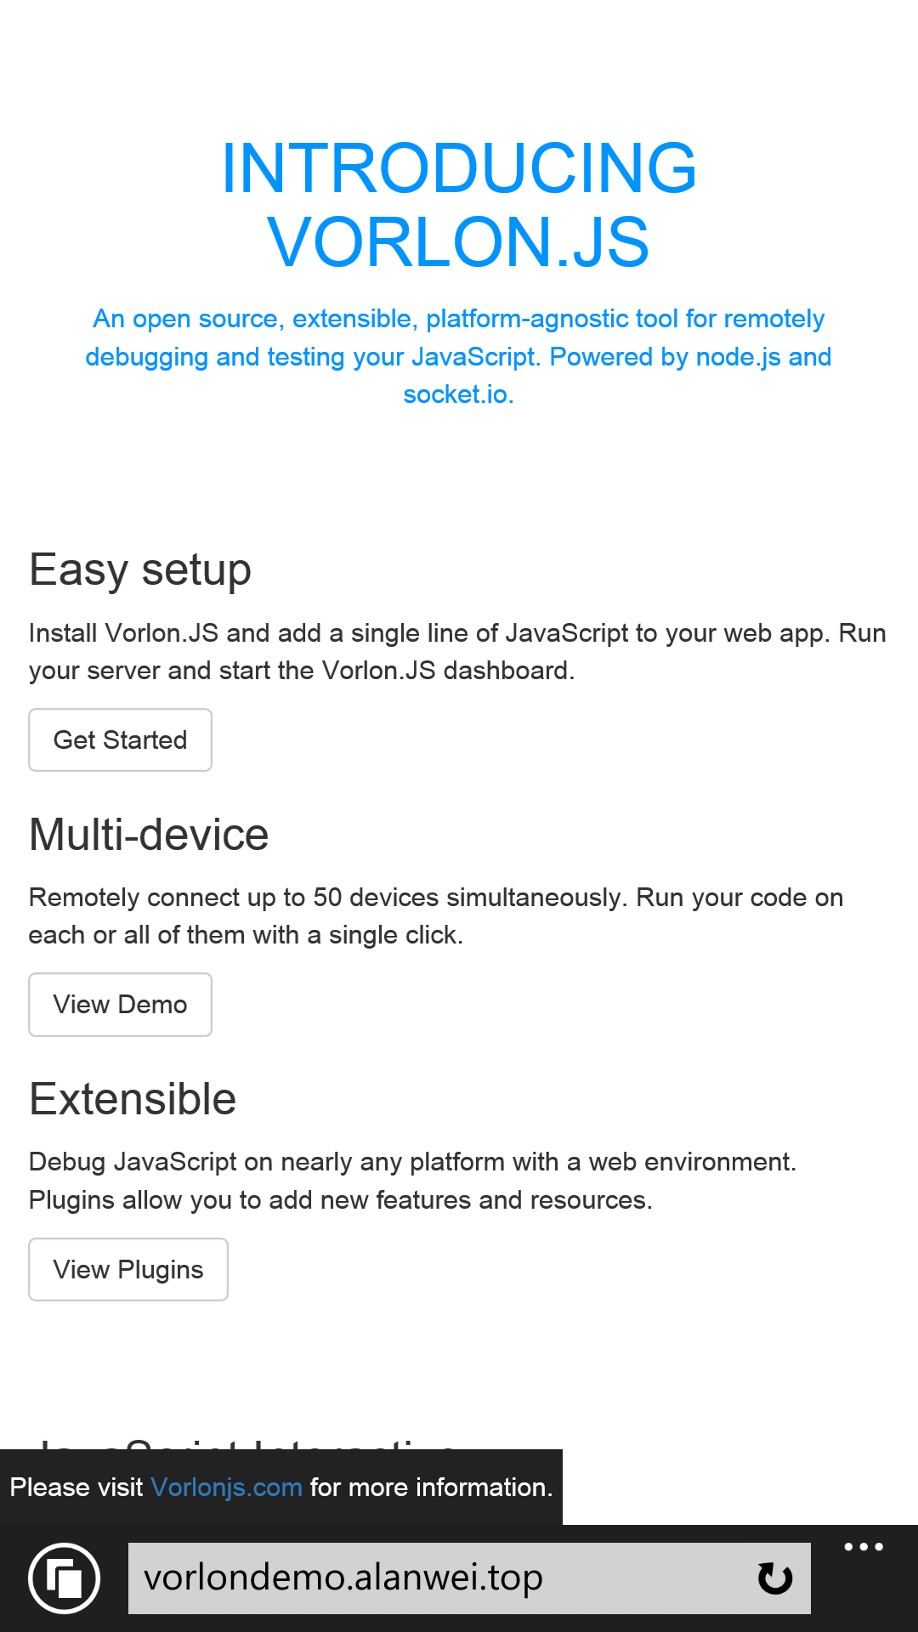 INTRODUCING
VORLON.JS
An open source, extensible, platform-agnostic tool for remotely
debugging and testing your JavaScript. Powered by node.js and
socket.io.
Easy setup
Install Vorlon.JS and add a single line of JavaScript to your web app. Run
your server and start the Vorlon.JS dashboard.
Get Started
Multi-device
Remotely connect up to 50 devices simultaneously. Run your code on
each or all of them with a single click.
View Demo
Extensible
Debug JavaScript on nearly any platform with a web environment.
Plugins allow you to add new features and resources.
View Plugins
JavaScript Interactive
Please visit Vorlonjs.com for more information.
vorlondemo.alanwei.top